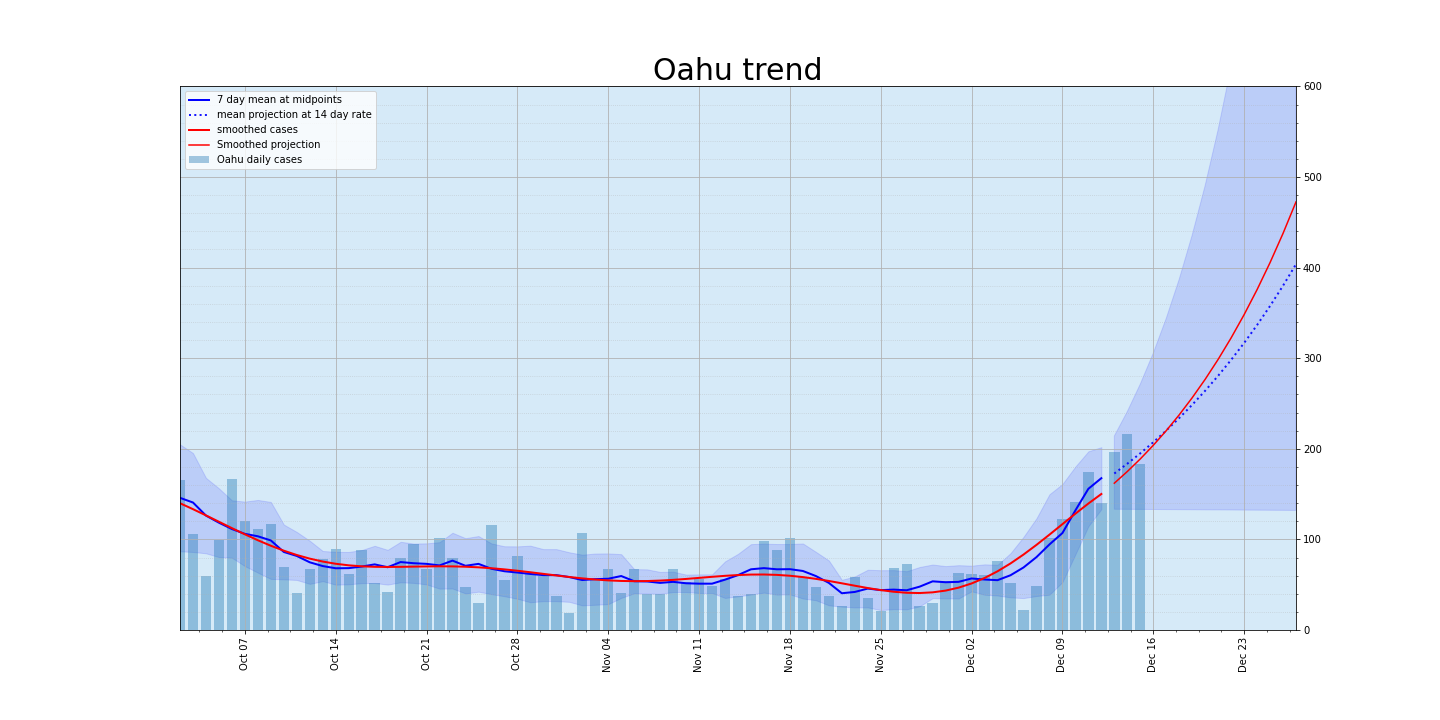 Oahu trend
7 day mean at midpoints
mean projection at 14 day rate
smoothed cases
Smoothed projection
Oahu daily cases
600
500
400
300
200
100
0
Oct 07
Oct 14
Oct 21
Oct 28
Nov 04
Nov 11
Nov 18
Nov 25
Dec 02
Dec 09
Dec 16
Dec 23